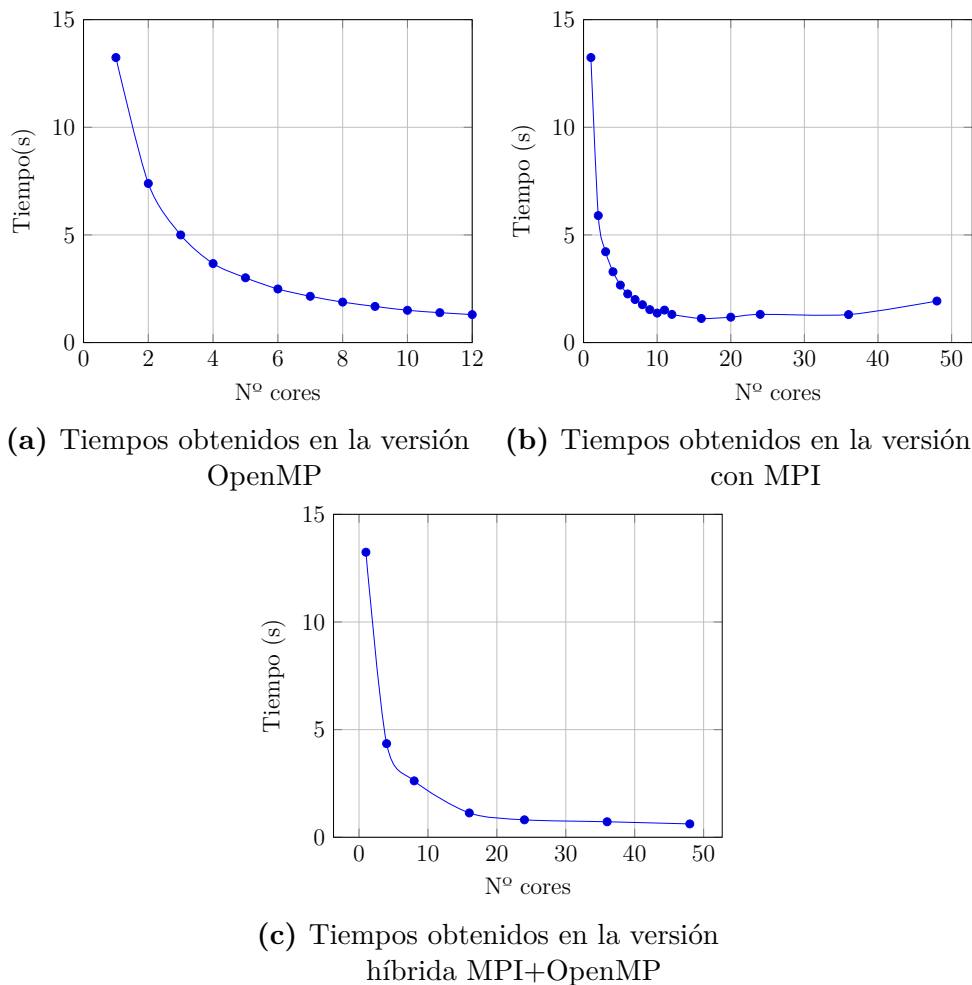 15
10
5
0
Tiempo(s)
0 2 4 6 8 10 12
Nº cores
(a) Tiempos obtenidos en la versión
OpenMP
15
10
5
0
Tiempo (s)
0 10 20 30 40 50
Nº cores
(b) Tiempos obtenidos en la versión
con MPI
15
10
5
0
Tiempo (s)
0 10 20 30 40 50
Nº cores
(c) Tiempos obtenidos en la versión
híbrida MPI+OpenMP